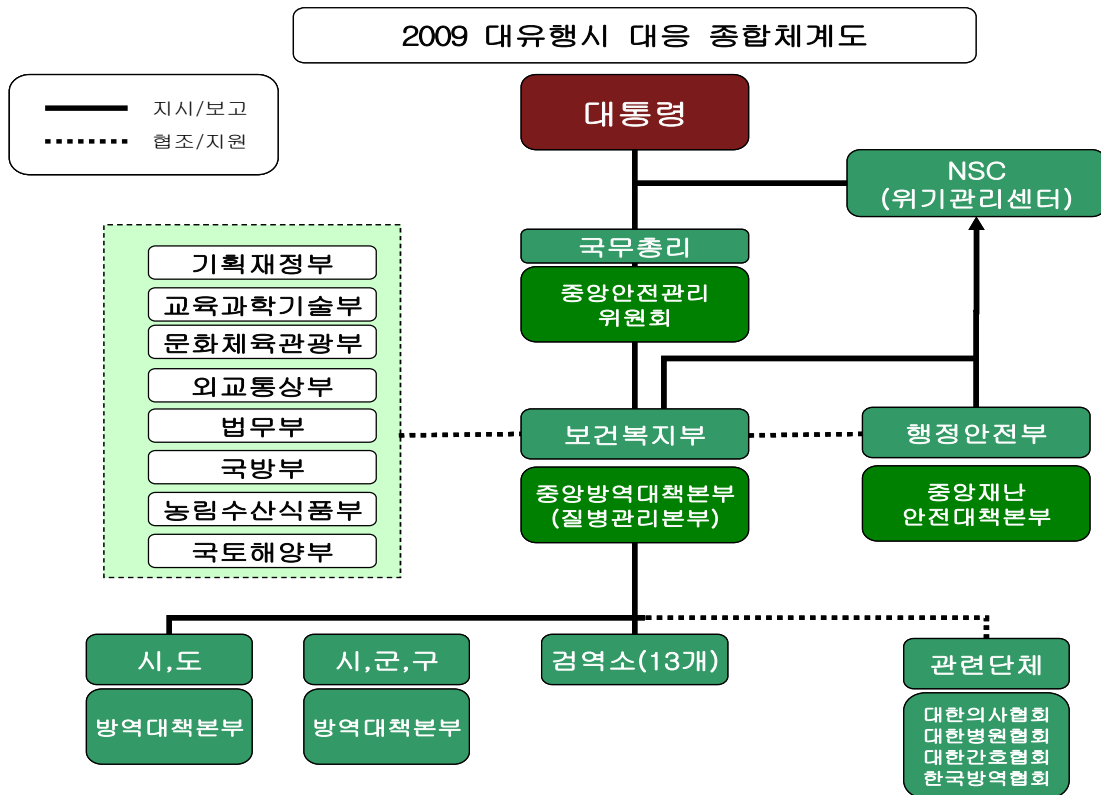 2009 대유행시 대응 종합체계도
지시/보고
협조/지원
대통령
NSC
(위기관리센터)
국무총리
중앙안전관리
위원회
기획재정부
교육과학기술부
문화체육관광부
외교통상부
법무부
국방부
농림수산식품부
국토해양부
보건복지부
중앙방역대책본부
(질병관리본부)
행정안전부
중앙재난
안전대책본부
시,도
방역대책본부
시,군,구
방역대책본부
검역소(13개)
관련단체
대한의사협회
대한병원협회
대한간호협회
한국방역협회